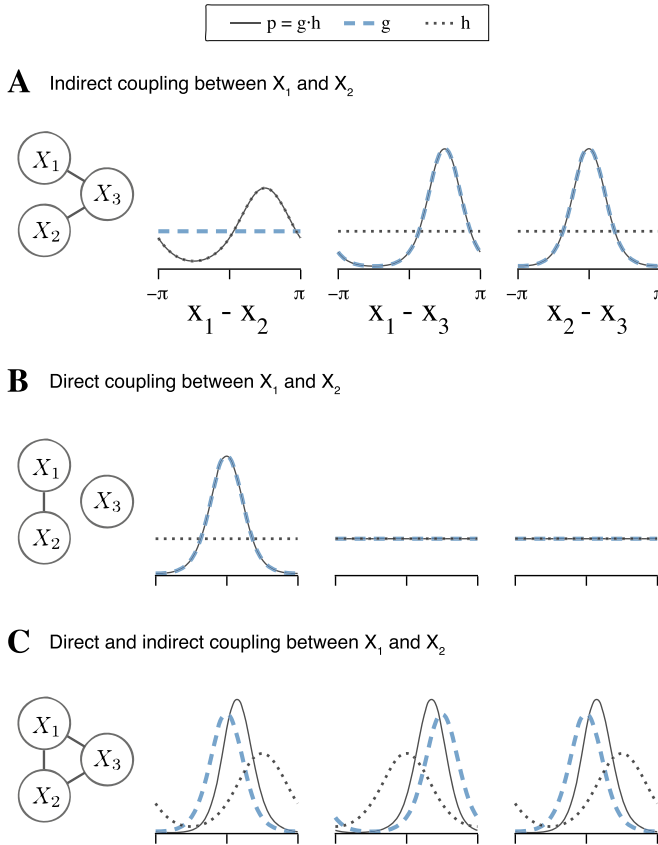 p = g·h g h
A Indirect coupling between X₁ and X₂
X₁
X₃
X₂
−π π −π π −π π
x₁ - x₂ x₁ - x₃ x₂ - x₃
B Direct coupling between X₁ and X₂
X₁
X₃
X₂
C Direct and indirect coupling between X₁ and X₂
X₁
X₃
X₂